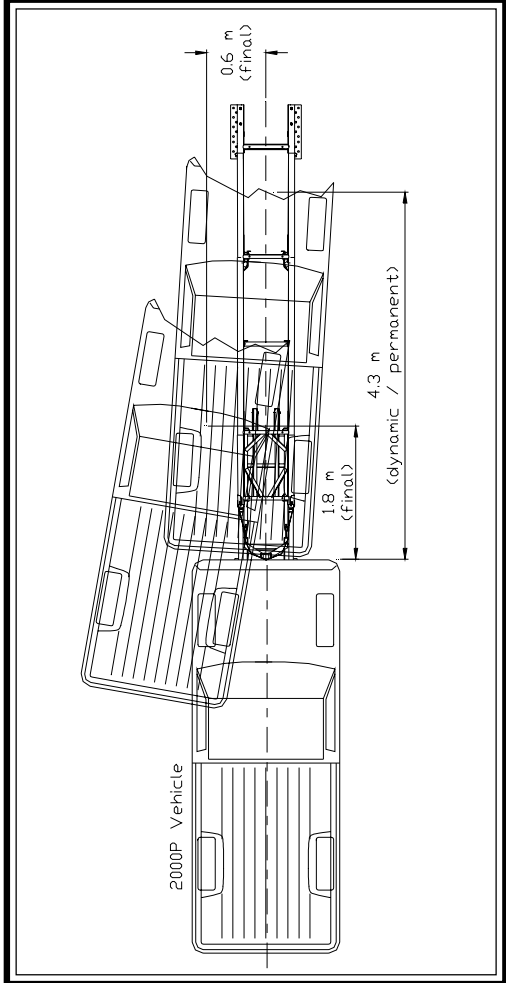 0.6 m
(final)
4.3 m
(dynamic / permanent)
1.8 m
(final)
2000P Vehicle